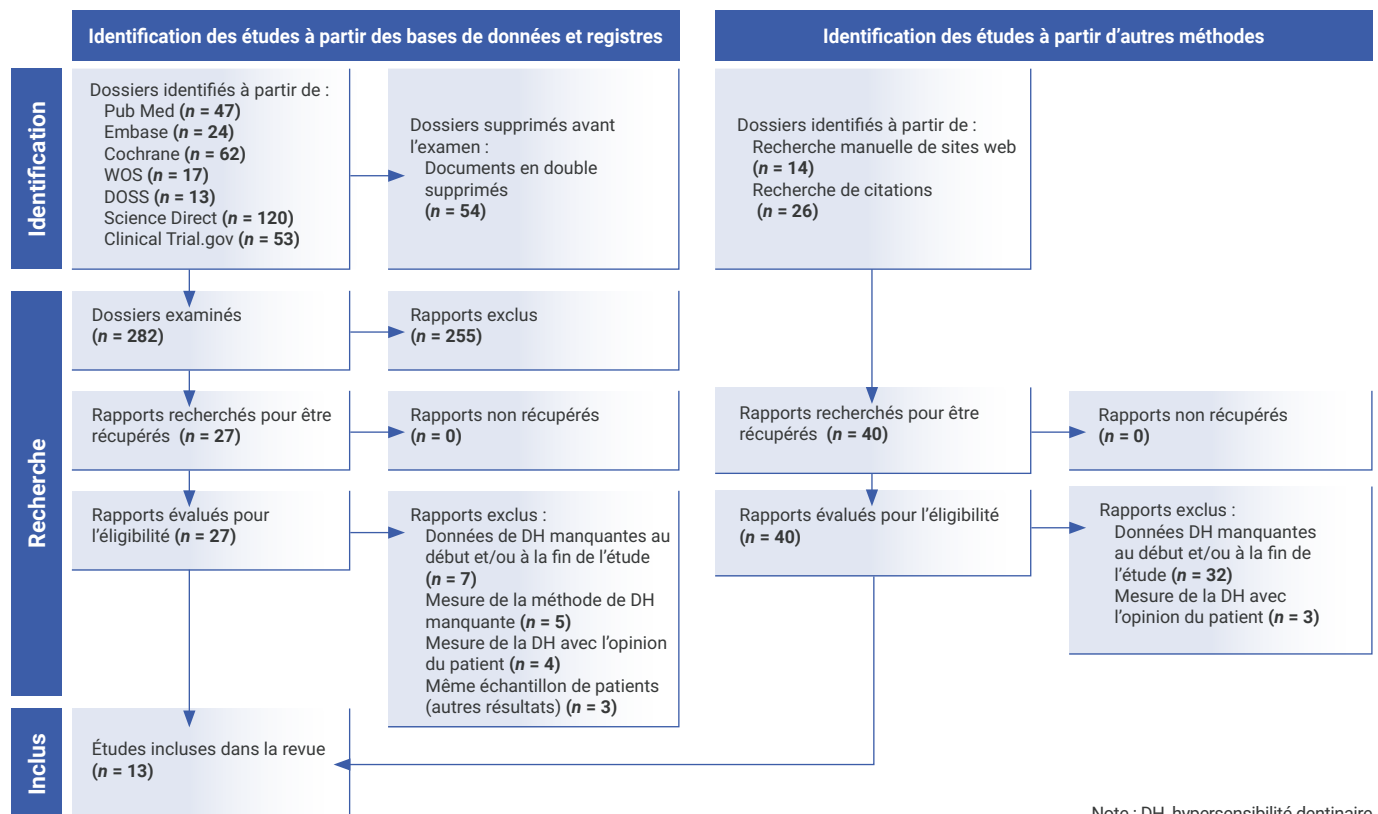 Identification des études à partir des bases de données et registres
Identification des études à partir d'autres méthodes
Identification
Dossiers identifiés à partir de :
Pub Med (n = 47)
Embase (n = 24)
Cochrane (n = 62)
WOS (n = 17)
DOSS (n = 13)
Science Direct (n = 120)
Clinical Trial.gov (n = 53)
Dossiers supprimés avant
l'examen :
Documents en double
supprimés
(n = 54)
Dossiers identifiés à partir de :
Recherche manuelle de sites web
(n = 14)
Recherche de citations
(n = 26)
Recherche
Dossiers examinés
(n = 282)
Rapports exclus
(n = 255)
Rapports recherchés pour être
récupérés (n = 27)
Rapports non récupérés
(n = 0)
Rapports recherchés pour être
récupérés (n = 40)
Rapports non récupérés
(n = 0)
Rapports évalués pour
l'éligibilité (n = 27)
Rapports exclus :
Données de DH manquantes au
début et/ou à la fin de l'étude
(n = 7)
Mesure de la méthode de DH
manquante (n = 5)
Mesure de la DH avec l'opinion
du patient (n = 4)
Même échantillon de patients
(autres résultats) (n = 3)
Rapports évalués pour l'éligibilité
(n = 40)
Rapports exclus :
Données DH manquantes
au début et/ou à la fin de
l'étude (n = 32)
Mesure de la DH avec
l'opinion du patient (n = 3)
Inclus
Études incluses dans la revue
(n = 13)
Note : DH, hypersensibilité dentinaire